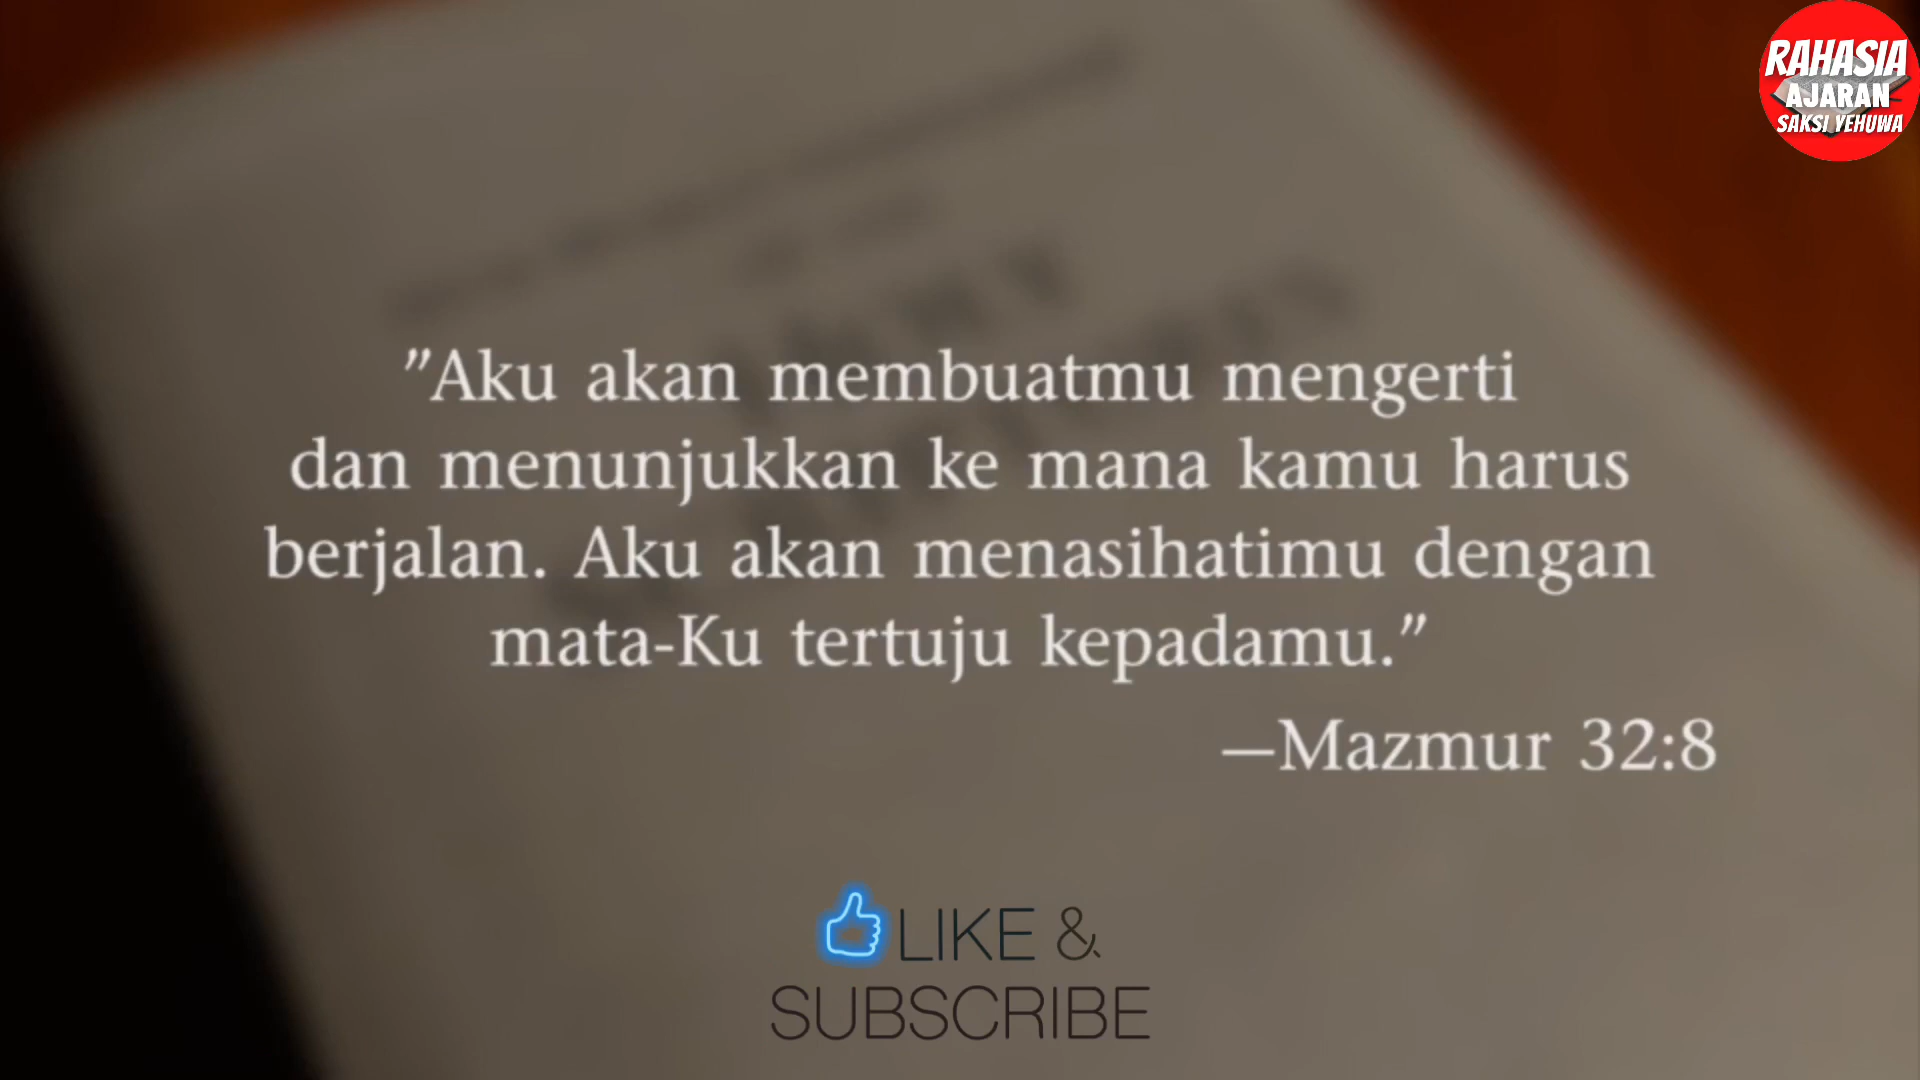 RAHASIA
AJARAN
SAKSI YEHUWA
"Aku akan membuatmu mengerti
dan menunjukkan ke mana kamu harus
berjalan. Aku akan menasihatimu dengan
mata-Ku tertuju kepadamu."
—Mazmur 32:8
LIKE &
SUBSCRIBE